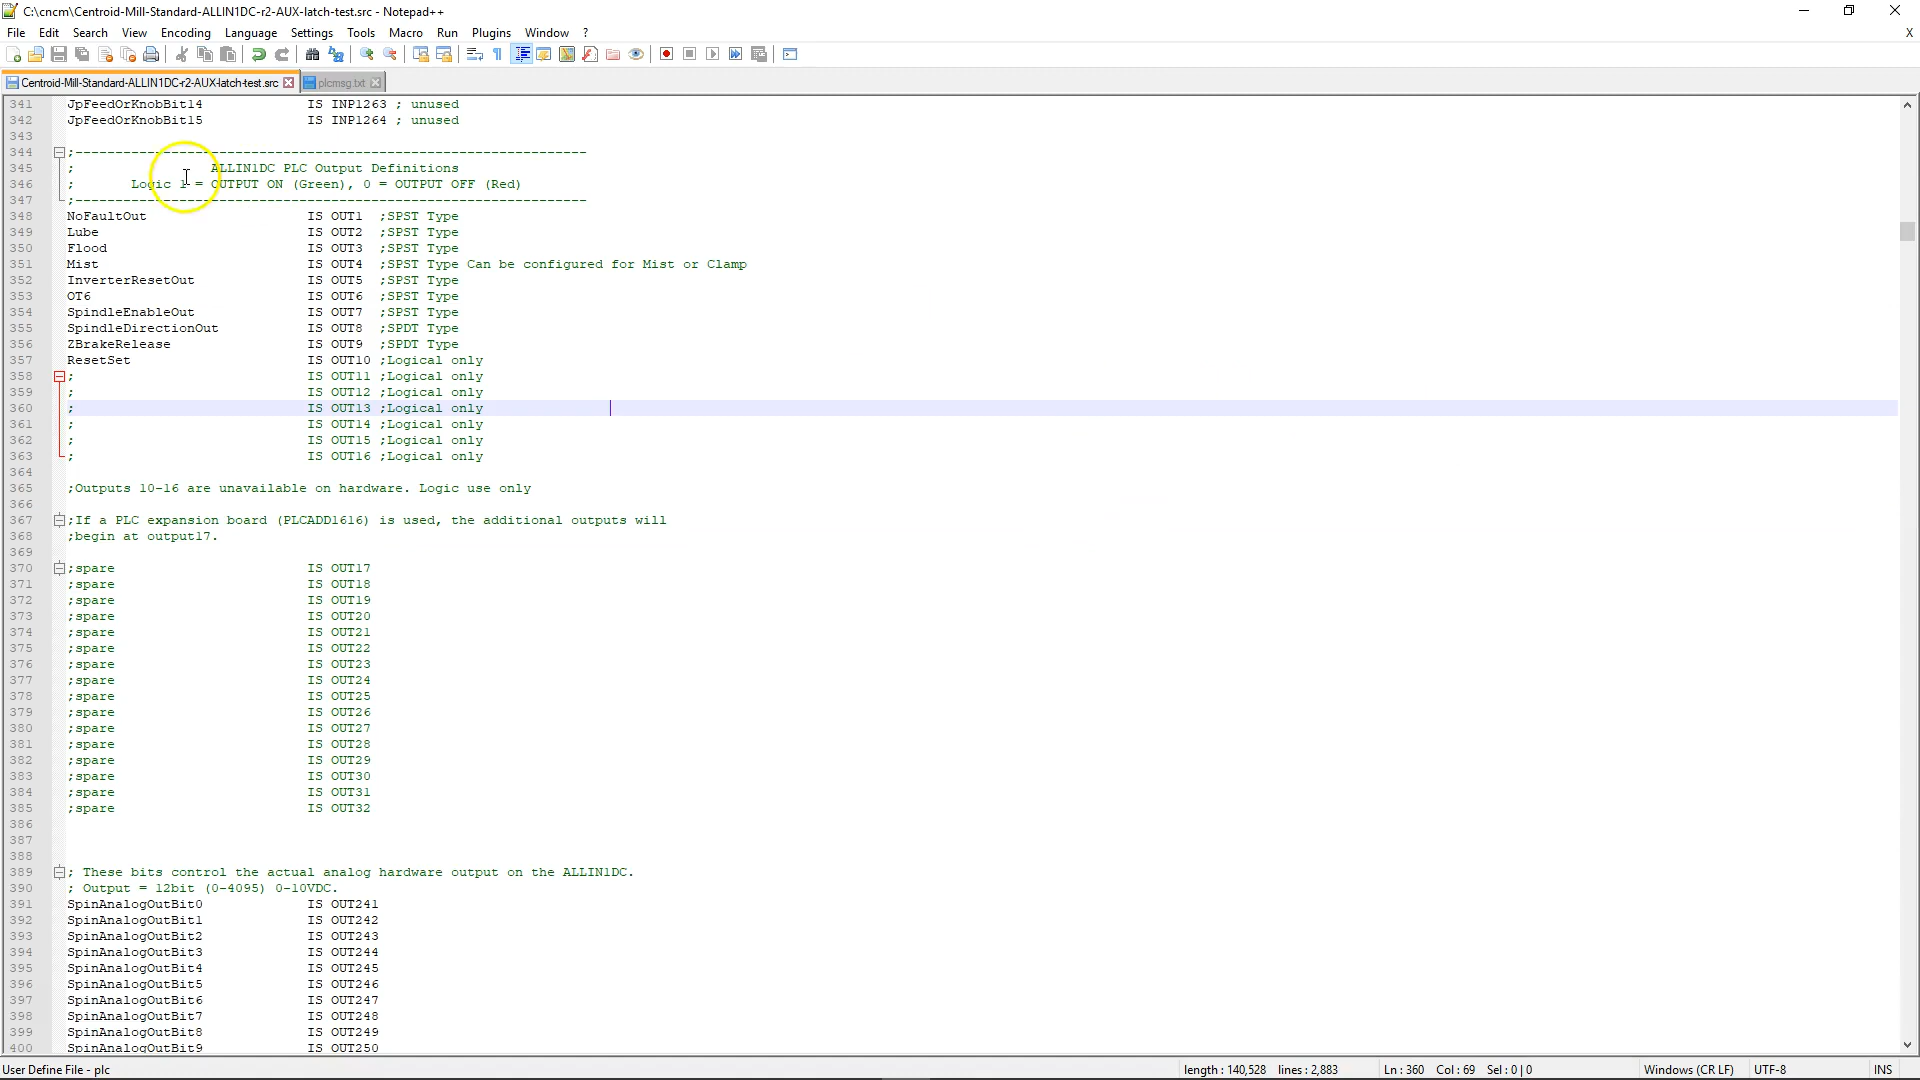 C:\cncm\Centroid-Mill-Standard-ALLIN1DC-r2-AUX-latch-test.src - Notepad++
File Edit Search View Encoding Language Settings Tools Macro Run Plugins Window ? X
Centroid-Mill-Standard-ALLIN1DC-r2-AUX-latch-test.src plcmsg.txt
341 JpFeedOrKnobBit14 IS INP1263 ; unused
342 JpFeedOrKnobBit15 IS INP1264 ; unused
343
344 ;----------------------------------------------------------------
345 ; ALLIN1DC PLC Output Definitions
346 ; Logic 1 = OUTPUT ON (Green), 0 = OUTPUT OFF (Red)
347 ;----------------------------------------------------------------
348 NoFaultOut IS OUT1 ;SPST Type
349 Lube IS OUT2 ;SPST Type
350 Flood IS OUT3 ;SPST Type
351 Mist IS OUT4 ;SPST Type Can be configured for Mist or Clamp
352 InverterResetOut IS OUT5 ;SPST Type
353 OT6 IS OUT6 ;SPST Type
354 SpindleEnableOut IS OUT7 ;SPST Type
355 SpindleDirectionOut IS OUT8 ;SPDT Type
356 ZBrakeRelease IS OUT9 ;SPDT Type
357 ResetSet IS OUT10 ;Logical only
358 ; IS OUT11 ;Logical only
359 ; IS OUT12 ;Logical only
360 ; IS OUT13 ;Logical only
361 ; IS OUT14 ;Logical only
362 ; IS OUT15 ;Logical only
363 ; IS OUT16 ;Logical only
364
365 ;Outputs 10-16 are unavailable on hardware. Logic use only
366
367 ;If a PLC expansion board (PLCADD1616) is used, the additional outputs will
368 ;begin at output17.
369
370 ;spare IS OUT17
371 ;spare IS OUT18
372 ;spare IS OUT19
373 ;spare IS OUT20
374 ;spare IS OUT21
375 ;spare IS OUT22
376 ;spare IS OUT23
377 ;spare IS OUT24
378 ;spare IS OUT25
379 ;spare IS OUT26
380 ;spare IS OUT27
381 ;spare IS OUT28
382 ;spare IS OUT29
383 ;spare IS OUT30
384 ;spare IS OUT31
385 ;spare IS OUT32
386
387
388
389 ; These bits control the actual analog hardware output on the ALLIN1DC.
390 ; Output = 12bit (0-4095) 0-10VDC.
391 SpinAnalogOutBit0 IS OUT241
392 SpinAnalogOutBit1 IS OUT242
393 SpinAnalogOutBit2 IS OUT243
394 SpinAnalogOutBit3 IS OUT244
395 SpinAnalogOutBit4 IS OUT245
396 SpinAnalogOutBit5 IS OUT246
397 SpinAnalogOutBit6 IS OUT247
398 SpinAnalogOutBit7 IS OUT248
399 SpinAnalogOutBit8 IS OUT249
400 SpinAnalogOutBit9 IS OUT250
User Define File - plc length : 140,528 lines : 2,883 Ln : 360 Col : 69 Sel : 0 | 0 Windows (CR LF) UTF-8 INS